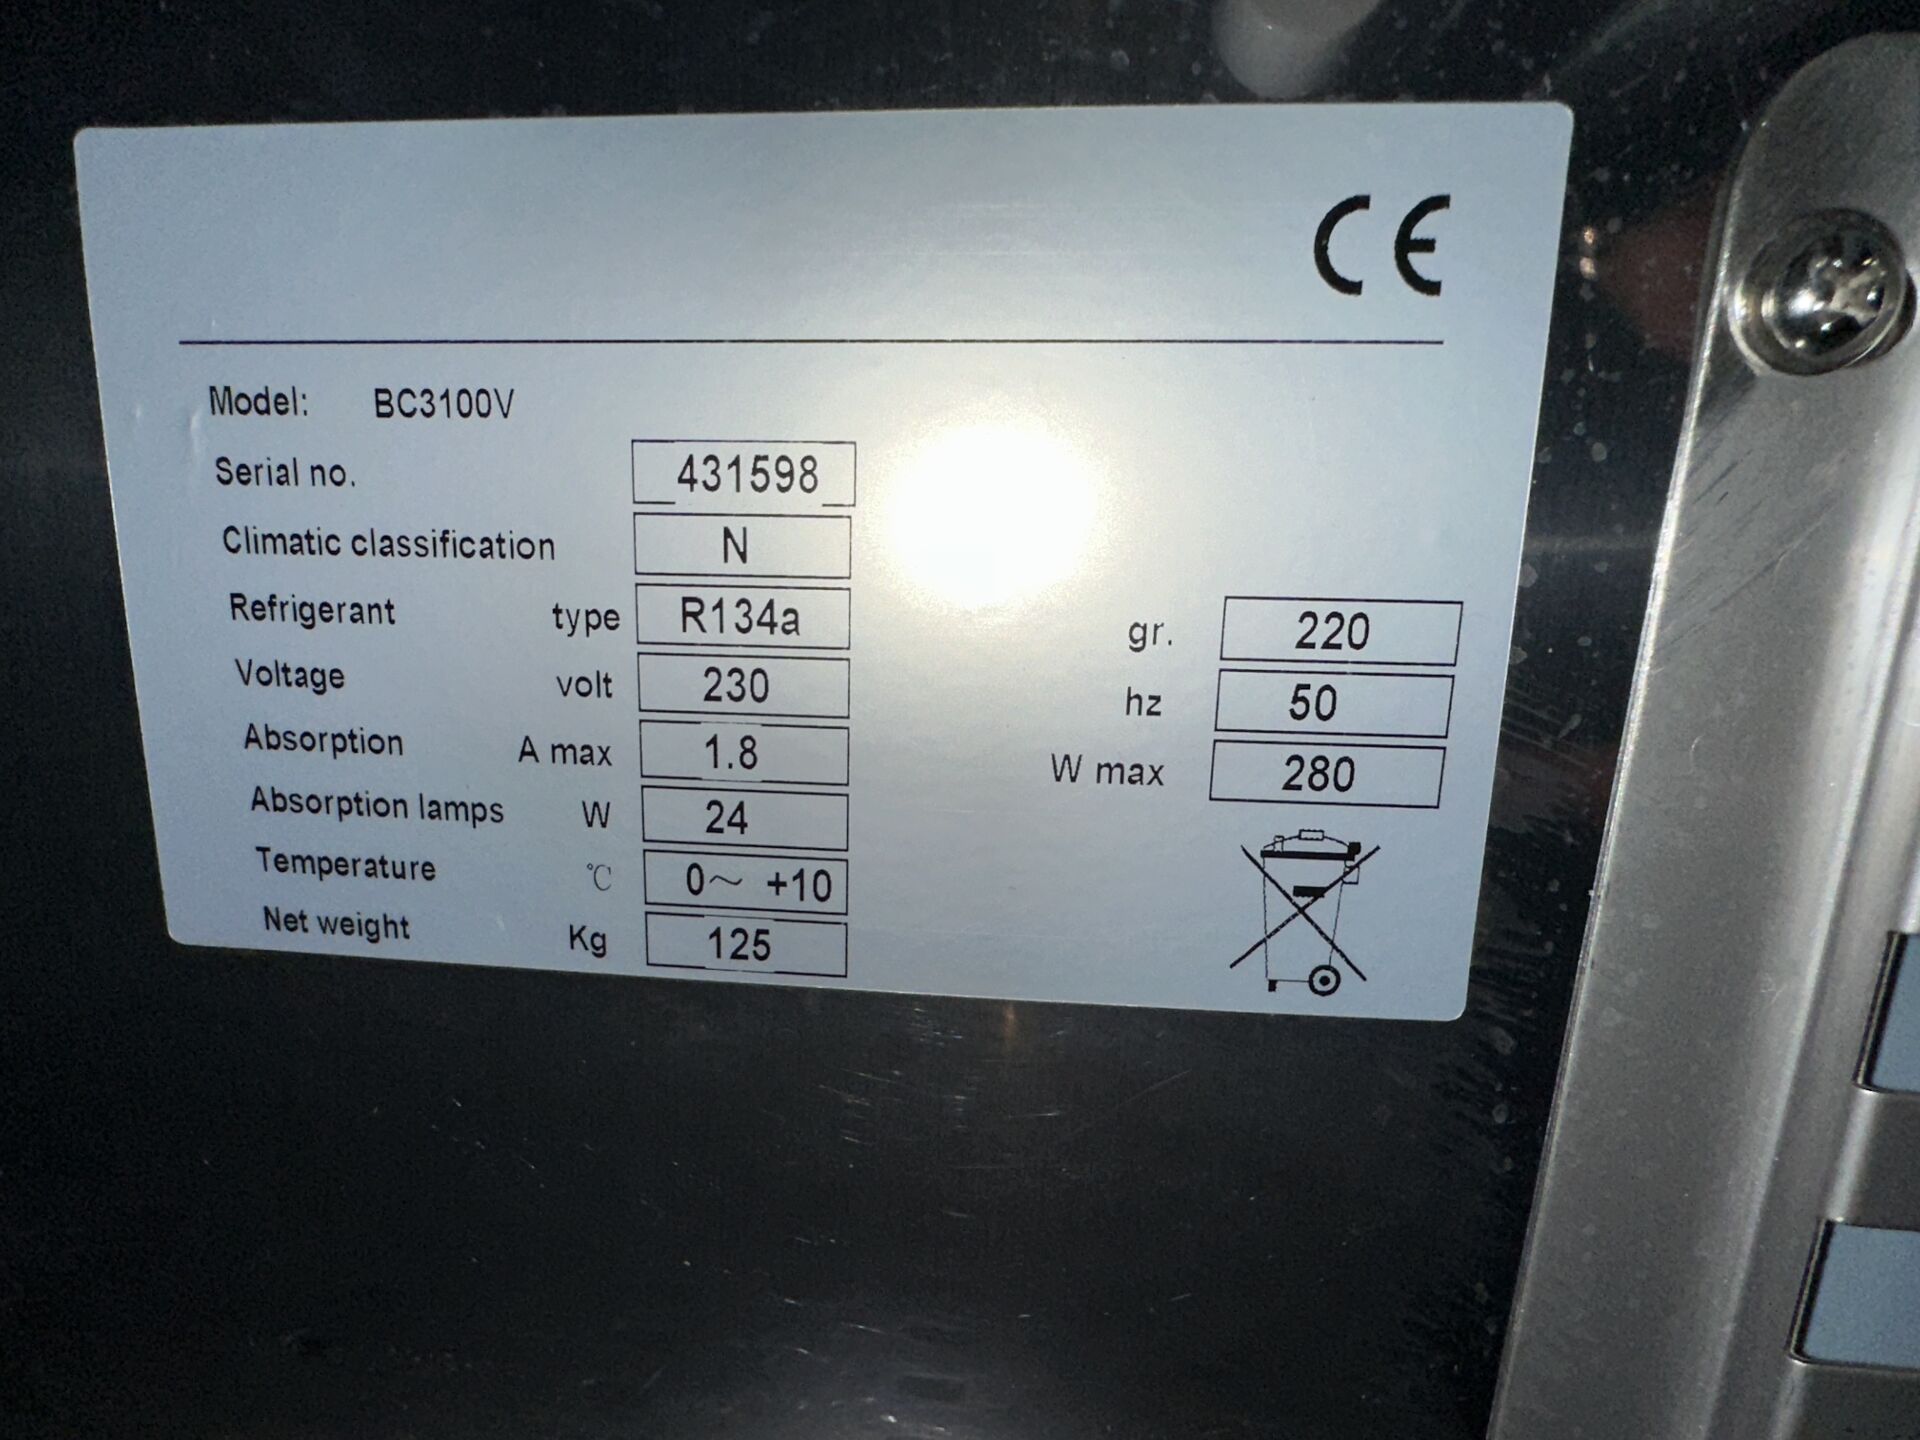 CE
Model: BC3100V
Serial no. 431598
Climatic classification N
Refrigerant type R134a gr. 220
Voltage volt 230 hz 50
Absorption A max 1.8 W max 280
Absorption lamps W 24
Temperature ℃ 0～ +10
Net weight Kg 125